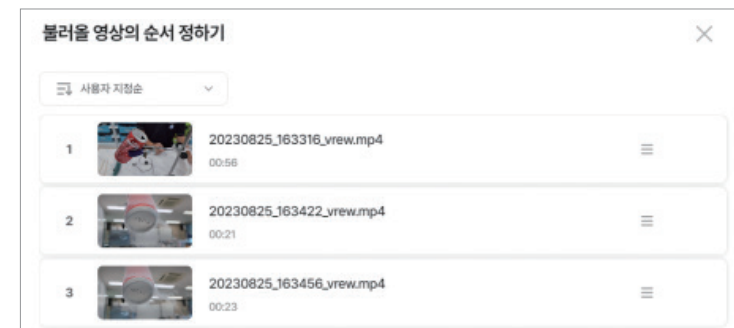 불러올 영상의 순서 정하기
사용자 지정순
1
20230825_163316_vrew.mp4
00:56
2
20230825_163422_vrew.mp4
00:21
3
20230825_163456_vrew.mp4
00:23